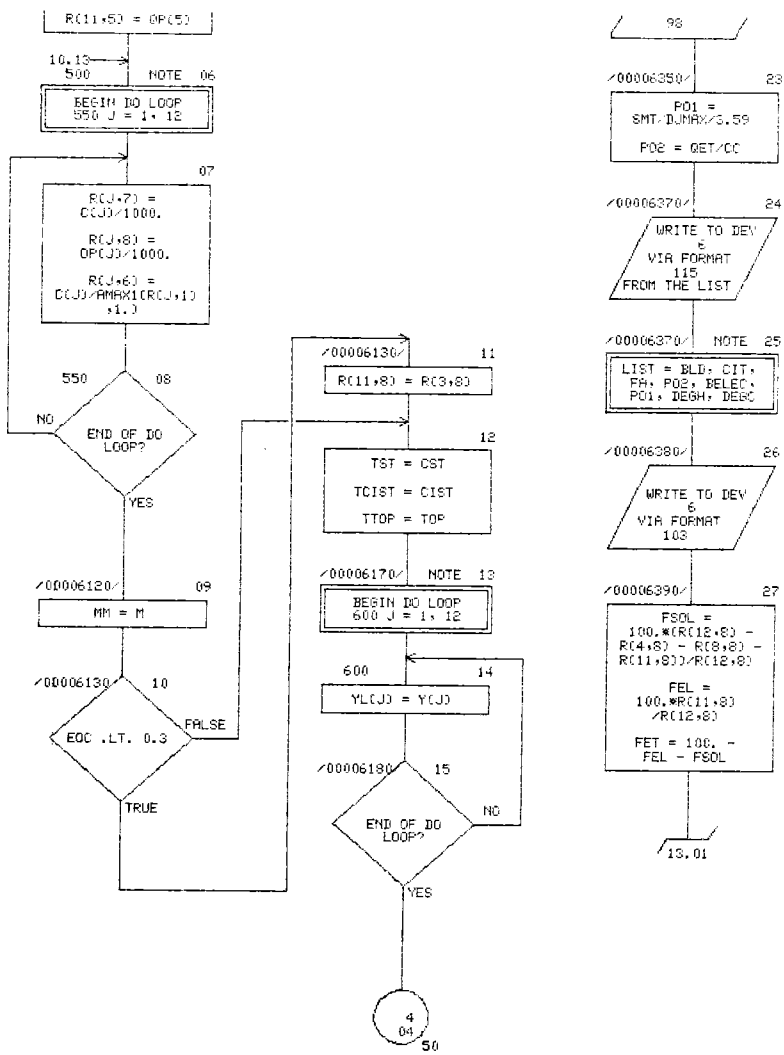 R(11,5) = OP(5)
10.13
500 NOTE 06
BEGIN DO LOOP
550 J = 1, 12
07
R(J,7) =
C(J)/1000.
R(J,8) =
OP(J)/1000.
R(J,6) =
C(J)/AMAX1(R(J,1)
,1.)
550 08
NO
END OF DO
LOOP?
YES
/00006120/ 09
MM = M
/00006130/ 10
FALSE
EOC .LT. 0.3
TRUE
/00006130/ 11
R(11,8) = R(3,8)
12
TST = CST
TCIST = CIST
TTOP = TOP
/00006170/ NOTE 13
BEGIN DO LOOP
600 J = 1, 12
600 14
YL(J) = Y(J)
/00006180/ 15
NO
END OF DO
LOOP?
YES
4
04
50
98
/00006350/ 23
PO1 =
SMT/DJMAX/3.59
PO2 = QET/CC
/00006370/ 24
WRITE TO DEV
6
VIA FORMAT
115
FROM THE LIST
/00006370/ NOTE 25
LIST = BLD, CIT,
FA, PO2, BELEC,
PO1, DEGH, DEGC
/00006380/ 26
WRITE TO DEV
6
VIA FORMAT
103
/00006390/ 27
FSOL =
100.*(R(12,8) -
R(4,8) - R(8,8) -
R(11,8))/R(12,8)
FEL =
100.*R(11,8)
/R(12,8)
FET = 100. -
FEL - FSOL
13.01